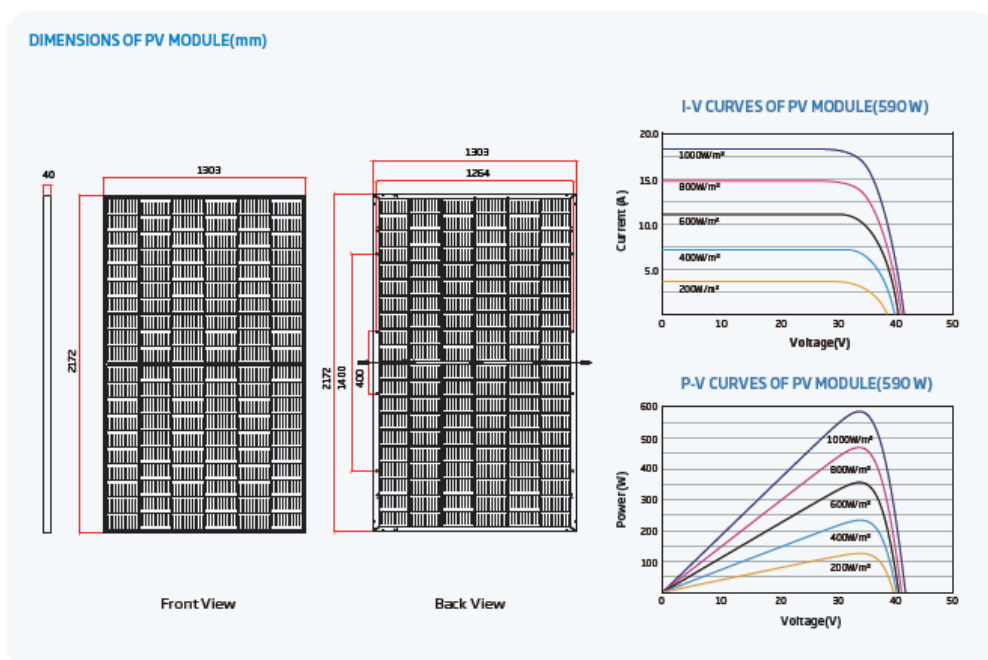 DIMENSIONS OF PV MODULE(mm)
40
1303
2172
Front View
1303
1264
2172
1400
400
Back View
I-V CURVES OF PV MODULE(590 W)
Current (A)
20.0
15.0
10.0
5.0
1000W/m²
800W/m²
600W/m²
400W/m²
200W/m²
0 10 20 30 40 50
Voltage(V)
P-V CURVES OF PV MODULE(590 W)
Power(W)
600
500
400
300
200
100
1000W/m²
800W/m²
600W/m²
400W/m²
200W/m²
0 10 20 30 40 50
Voltage(V)